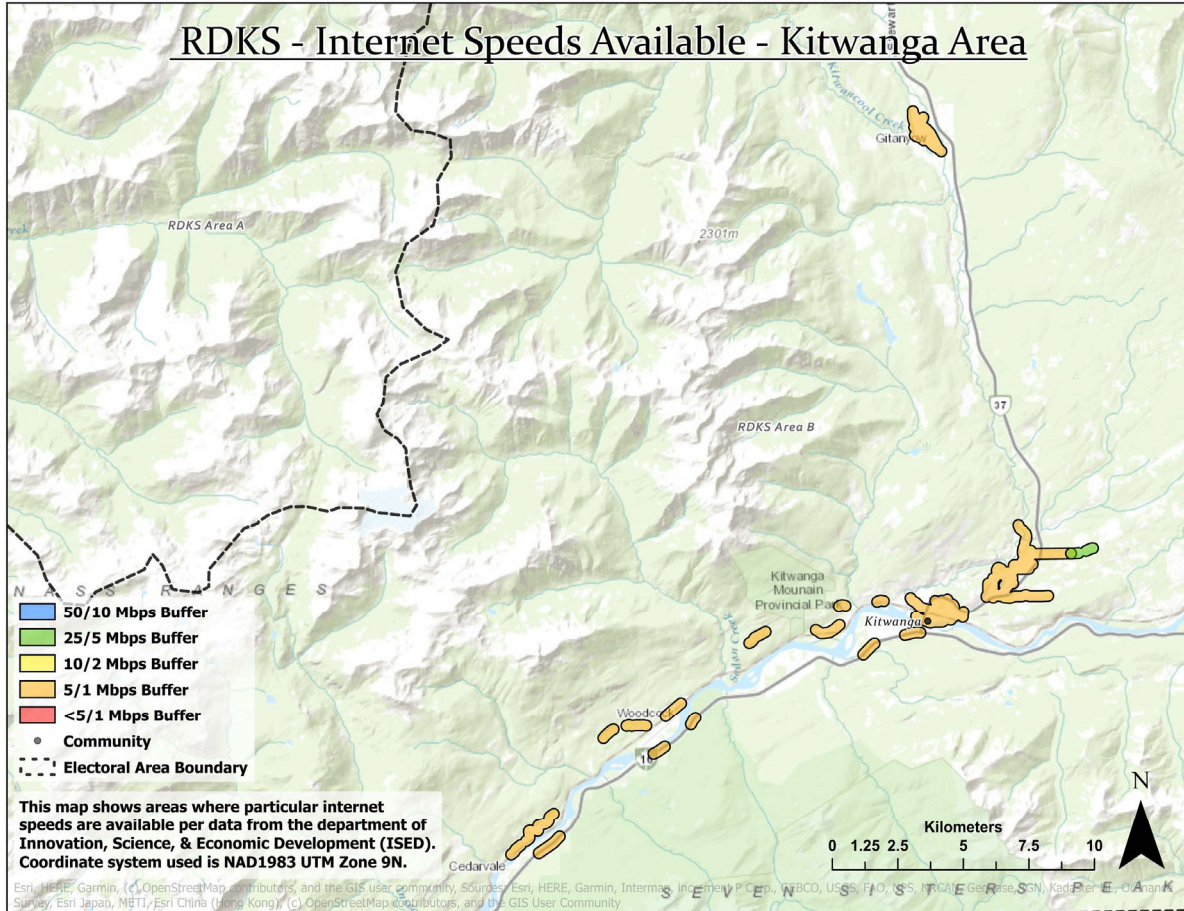 RDKS - Internet Speeds Available - Kitwanga Area
Kitwancool Creek
Gitanyow
RDKS Area A
2301m
RDKS Area B
37
NASS RANGES
Kitwanga
Mounain
Provincial Park
Kitwanga
Woodcock
16
Cedarvale
50/10 Mbps Buffer
25/5 Mbps Buffer
10/2 Mbps Buffer
5/1 Mbps Buffer
<5/1 Mbps Buffer
Community
Electoral Area Boundary
This map shows areas where particular internet
speeds are available per data from the department of
Innovation, Science, & Economic Development (ISED).
Coordinate system used is NAD1983 UTM Zone 9N.
N
Kilometers
0 1.25 2.5 5 7.5 10
SEVEN SISTERS PEAK
Esri, HERE, Garmin, (c) OpenStreetMap contributors, and the GIS user community, Sources: Esri, HERE, Garmin, Intermap, increment P Corp., GEBCO, USGS, FAO, NPS, NRCAN, GeoBase, IGN, Kadaster NL, Ordnance
Survey, Esri Japan, METI, Esri China (Hong Kong), (c) OpenStreetMap contributors, and the GIS User Community